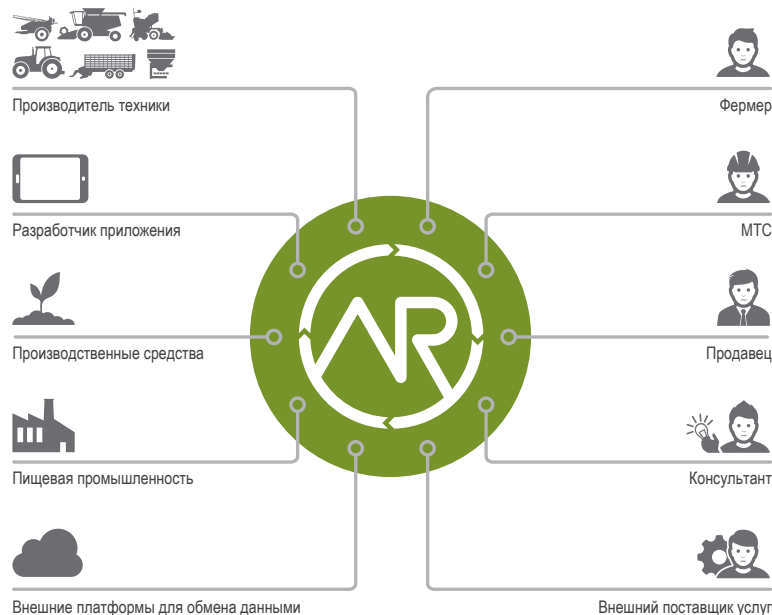 Производитель техники
Фермер
Разработчик приложения
МТС
AR
Производственные средства
Продавец
Пищевая промышленность
Консультант
Внешние платформы для обмена данными
Внешний поставщик услуг